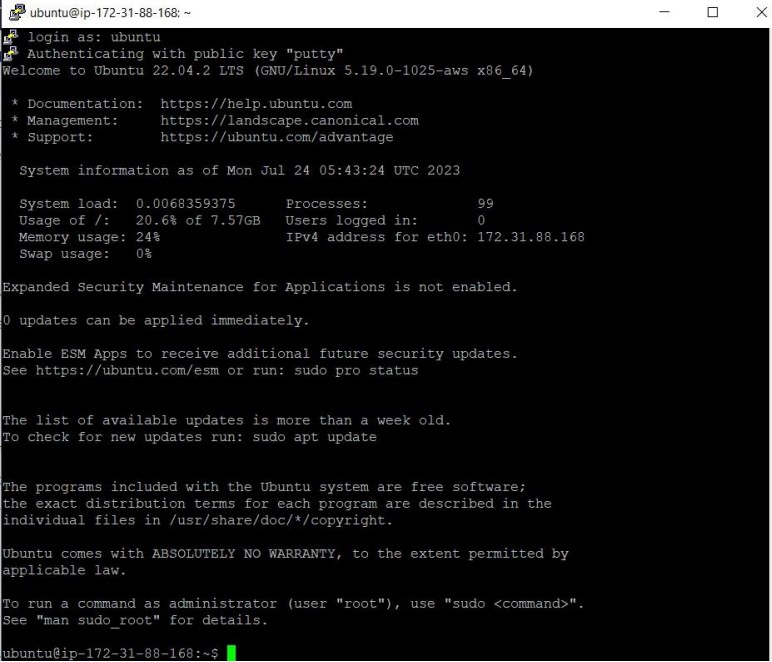 ubuntu@ip-172-31-88-168: ~
login as: ubuntu
Authenticating with public key "putty"
Welcome to Ubuntu 22.04.2 LTS (GNU/Linux 5.19.0-1025-aws x86_64)
* Documentation:  https://help.ubuntu.com
* Management:     https://landscape.canonical.com
* Support:        https://ubuntu.com/advantage
System information as of Mon Jul 24 05:43:24 UTC 2023
System load:  0.0068359375      Processes:             99
Usage of /:   20.6% of 7.57GB   Users logged in:       0
Memory usage: 24%               IPv4 address for eth0: 172.31.88.168
Swap usage:   0%
Expanded Security Maintenance for Applications is not enabled.
0 updates can be applied immediately.
Enable ESM Apps to receive additional future security updates.
See https://ubuntu.com/esm or run: sudo pro status
The list of available updates is more than a week old.
To check for new updates run: sudo apt update
The programs included with the Ubuntu system are free software;
the exact distribution terms for each program are described in the
individual files in /usr/share/doc/*/copyright.
Ubuntu comes with ABSOLUTELY NO WARRANTY, to the extent permitted by
applicable law.
To run a command as administrator (user "root"), use "sudo <command>".
See "man sudo_root" for details.
ubuntu@ip-172-31-88-168:~$